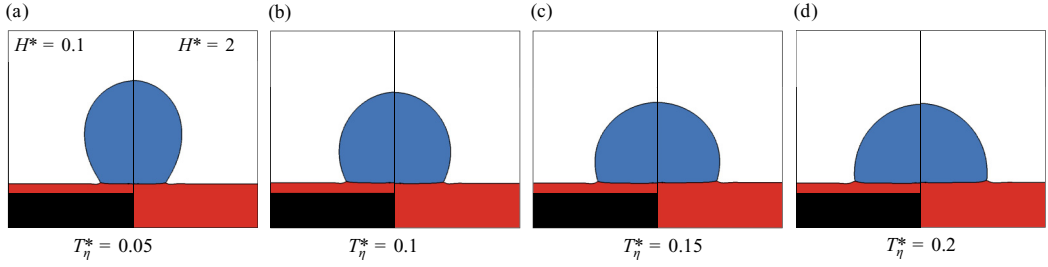 (a)
(b)
(c)
(d)
H* = 0.1
H* = 2
T*η = 0.05
T*η = 0.1
T*η = 0.15
T*η = 0.2